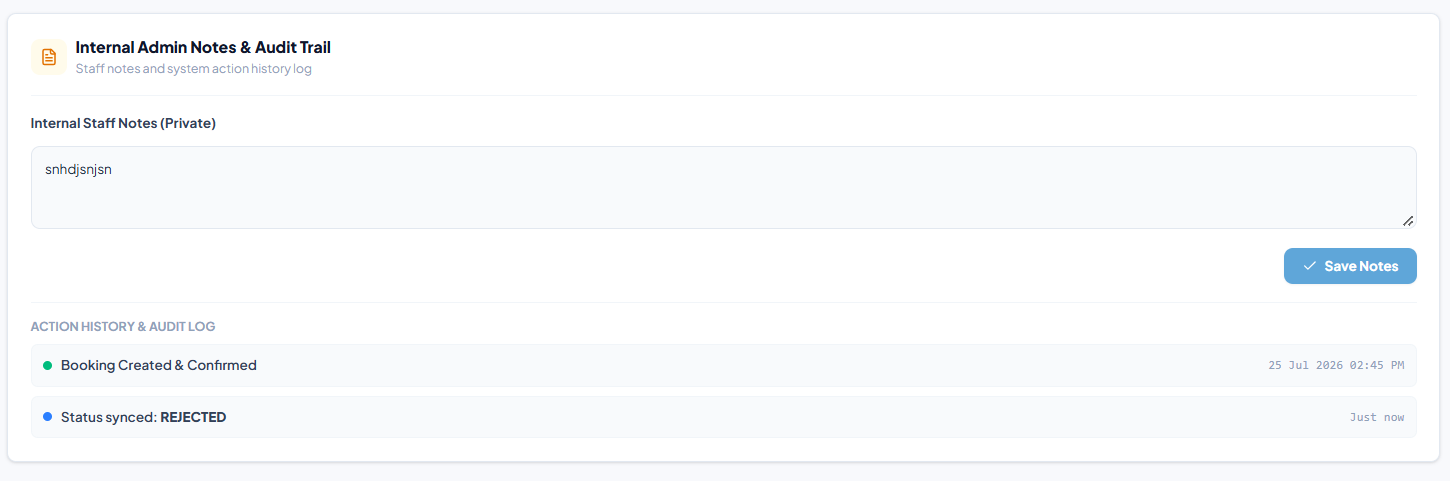 Internal Admin Notes & Audit Trail
Staff notes and system action history log
Internal Staff Notes (Private)
snhdjsnjsn
Save Notes
ACTION HISTORY & AUDIT LOG
Booking Created & Confirmed 25 Jul 2026 02:45 PM
Status synced: REJECTED Just now